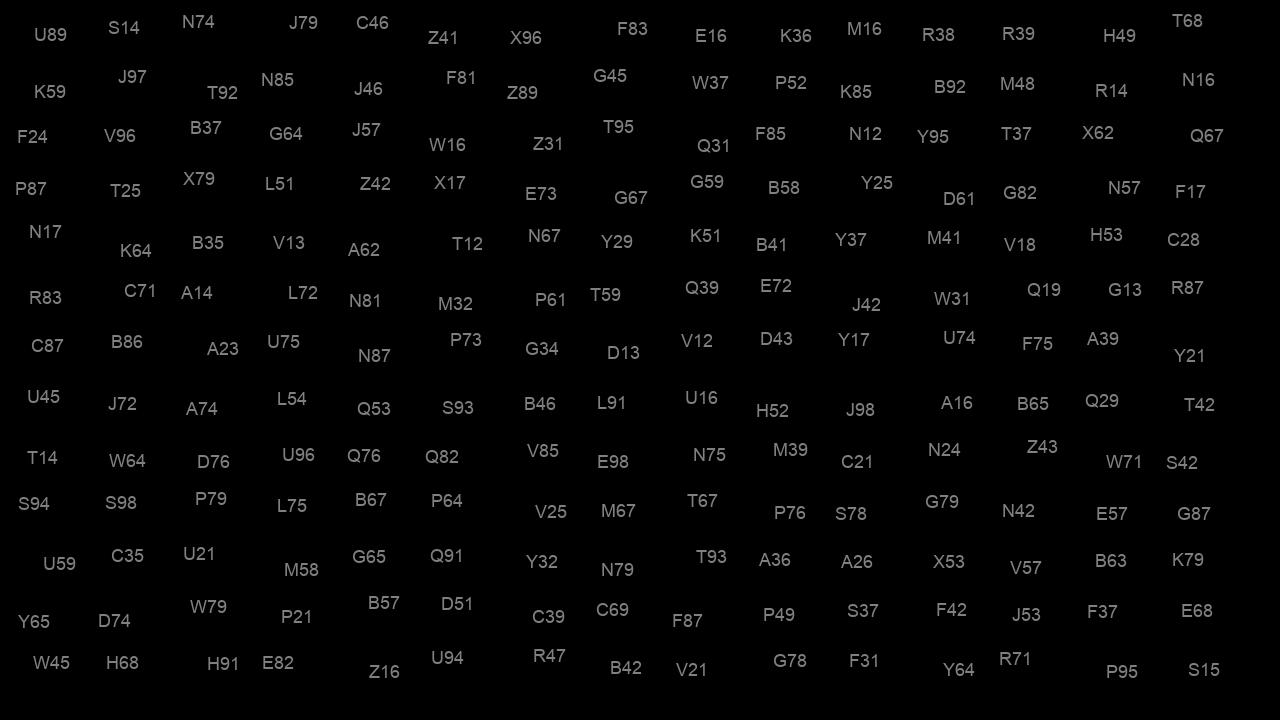 U89 S14 N74 J79 C46 Z41 X96 F83 E16 K36 M16 R38 R39 H49 T68
K59 J97 T92 N85 J46 F81 Z89 G45 W37 P52 K85 B92 M48 R14 N16
F24 V96 B37 G64 J57 W16 Z31 T95 Q31 F85 N12 Y95 T37 X62 Q67
P87 T25 X79 L51 Z42 X17 E73 G67 G59 B58 Y25 D61 G82 N57 F17
N17 K64 B35 V13 A62 T12 N67 Y29 K51 B41 Y37 M41 V18 H53 C28
R83 C71 A14 L72 N81 M32 P61 T59 Q39 E72 J42 W31 Q19 G13 R87
C87 B86 A23 U75 N87 P73 G34 D13 V12 D43 Y17 U74 F75 A39 Y21
U45 J72 A74 L54 Q53 S93 B46 L91 U16 H52 J98 A16 B65 Q29 T42
T14 W64 D76 U96 Q76 Q82 V85 E98 N75 M39 C21 N24 Z43 W71 S42
S94 S98 P79 L75 B67 P64 V25 M67 T67 P76 S78 G79 N42 E57 G87
U59 C35 U21 M58 G65 Q91 Y32 N79 T93 A36 A26 X53 V57 B63 K79
Y65 D74 W79 P21 B57 D51 C39 C69 F87 P49 S37 F42 J53 F37 E68
W45 H68 H91 E82 Z16 U94 R47 B42 V21 G78 F31 Y64 R71 P95 S15